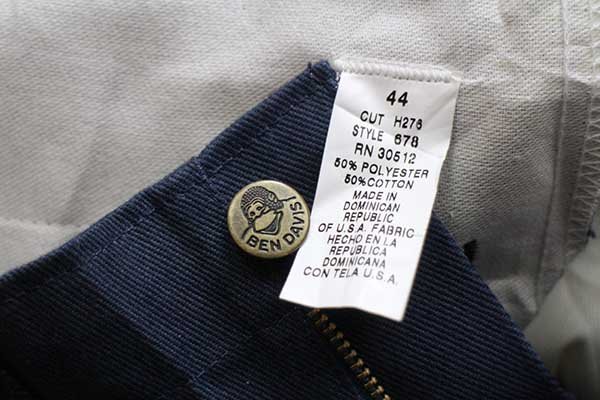 44
CUT H276
STYLE 678
RN 30512
50% POLYESTER
50%COTTON
MADE IN
DOMINICAN
REPUBLIC
OF U.S.A. FABRIC
HECHO EN LA
REPUBLICA
DOMINICANA
CON TELA U.S.A.
BEN DAVIS